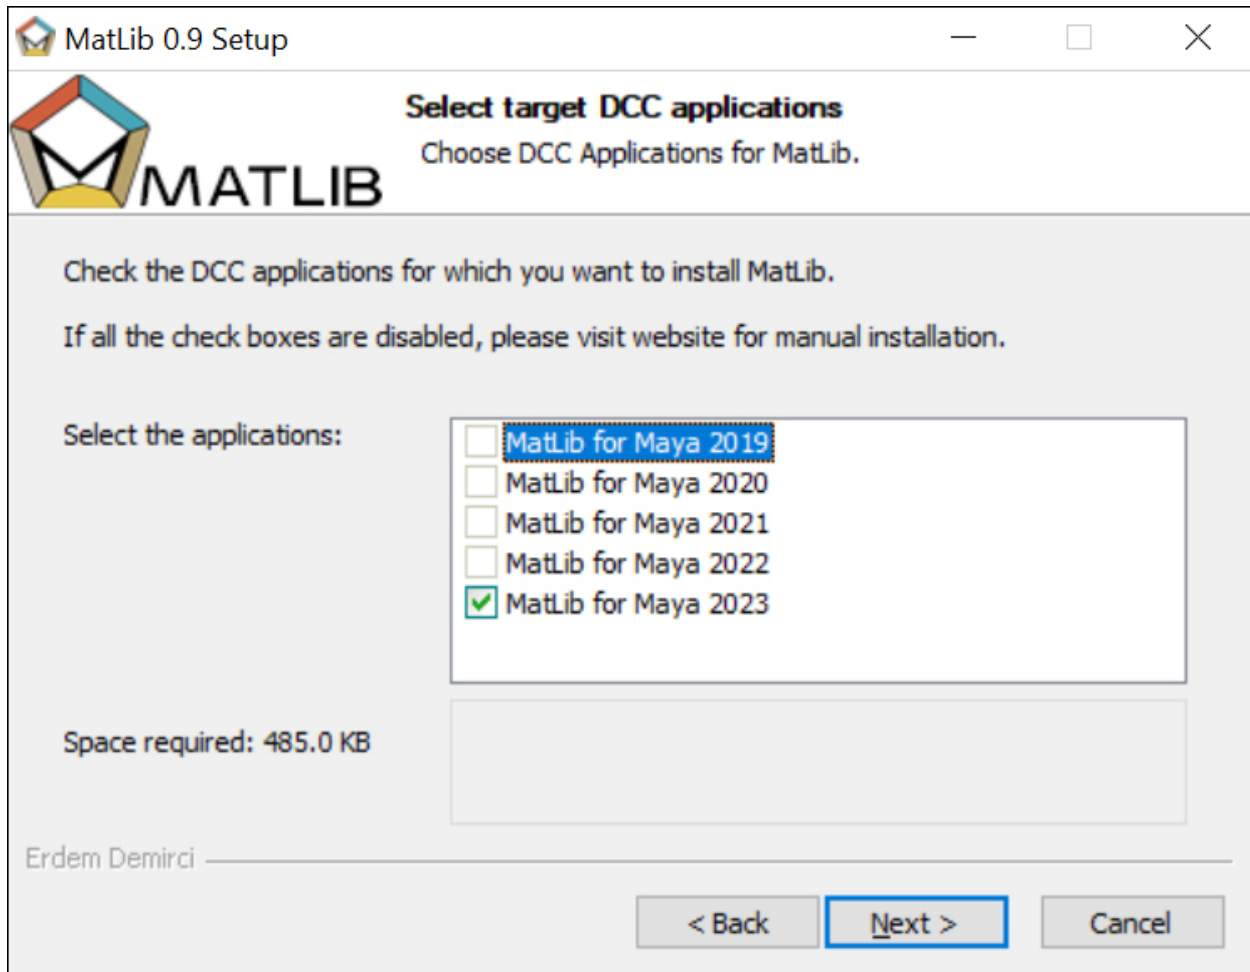 MatLib 0.9 Setup
MATLIB
Select target DCC applications
Choose DCC Applications for MatLib.
Check the DCC applications for which you want to install MatLib.
If all the check boxes are disabled, please visit website for manual installation.
Select the applications:
MatLib for Maya 2019
MatLib for Maya 2020
MatLib for Maya 2021
MatLib for Maya 2022
MatLib for Maya 2023
Space required: 485.0 KB
Erdem Demirci
< Back
Next >
Cancel